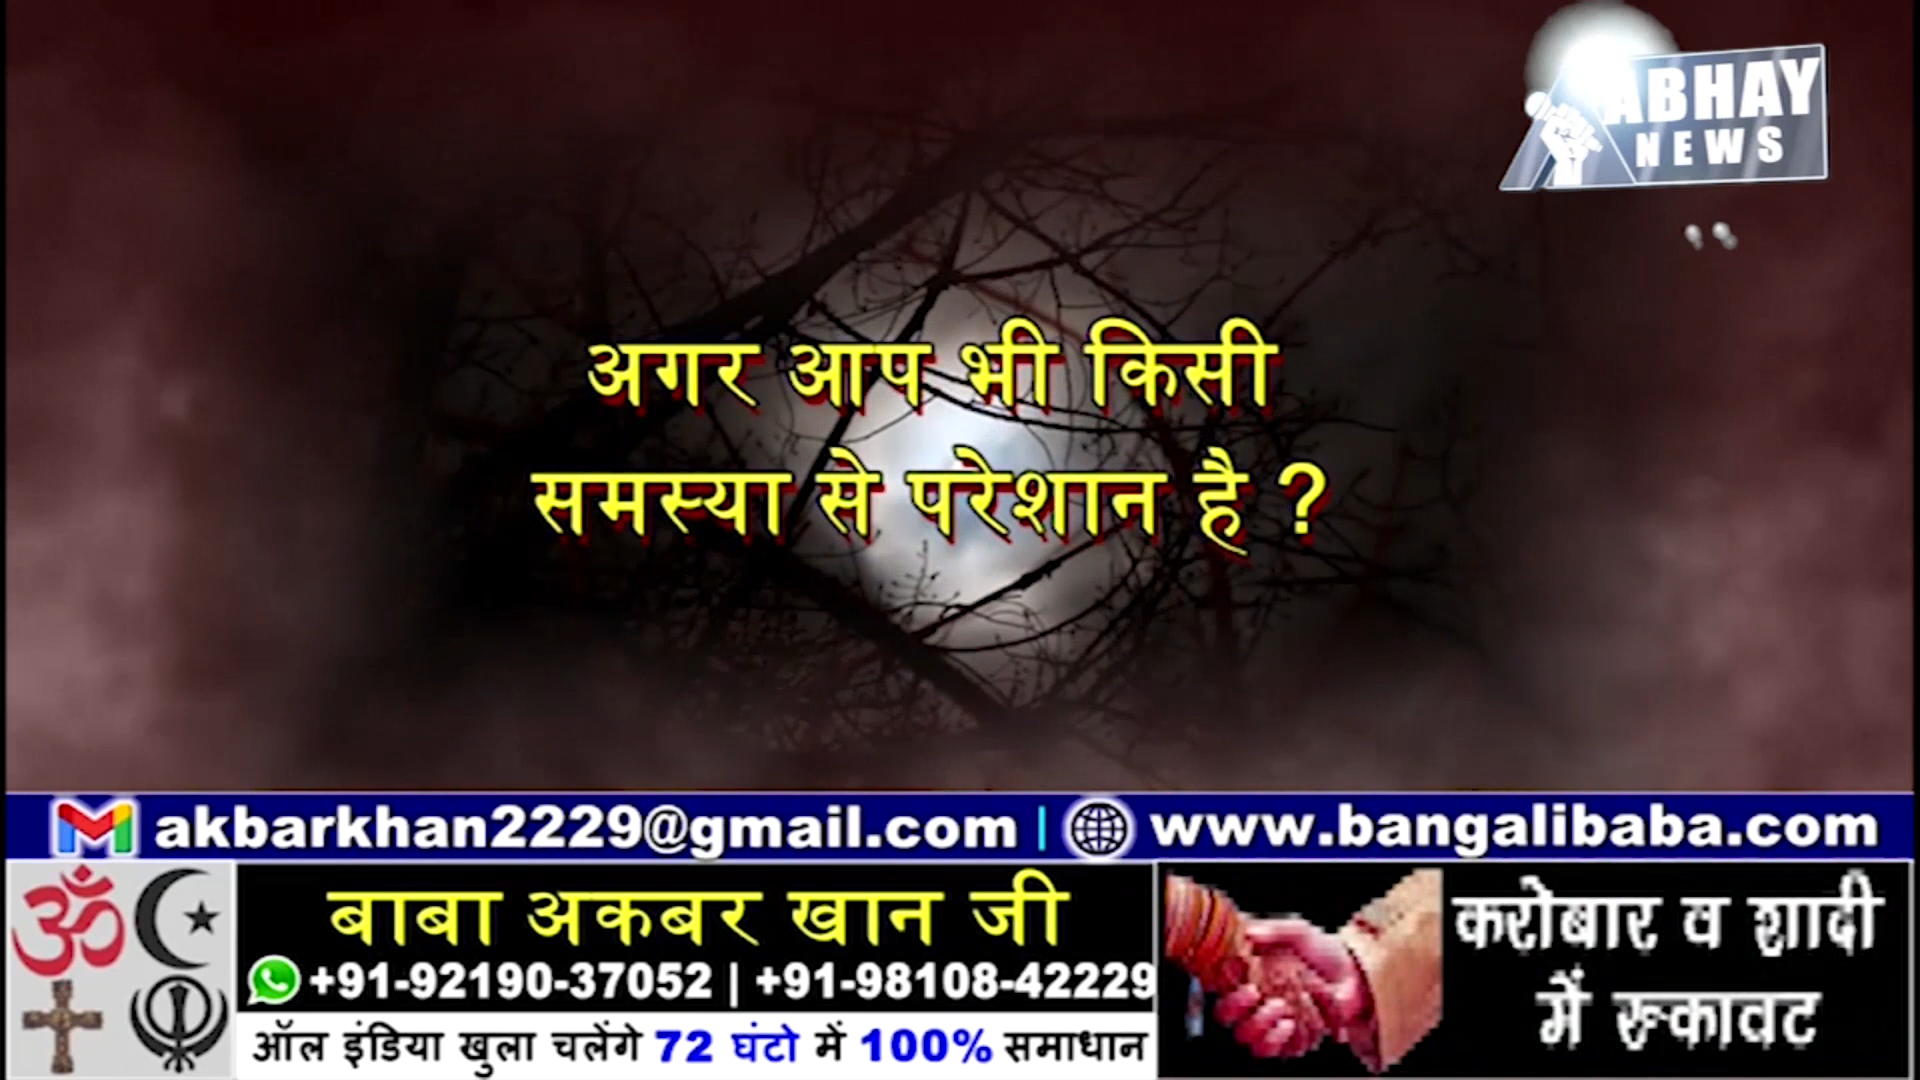 ABHAY
NEWS
अगर आप भी किसी
समस्या से परेशान है ?
akbarkhan2229@gmail.com | www.bangalibaba.com
बाबा अकबर खान जी
+91-92190-37052 | +91-98108-42229
ऑल इंडिया खुला चलेंगे 72 घंटो में 100% समाधान
करोबार व शादी
में रूकावट